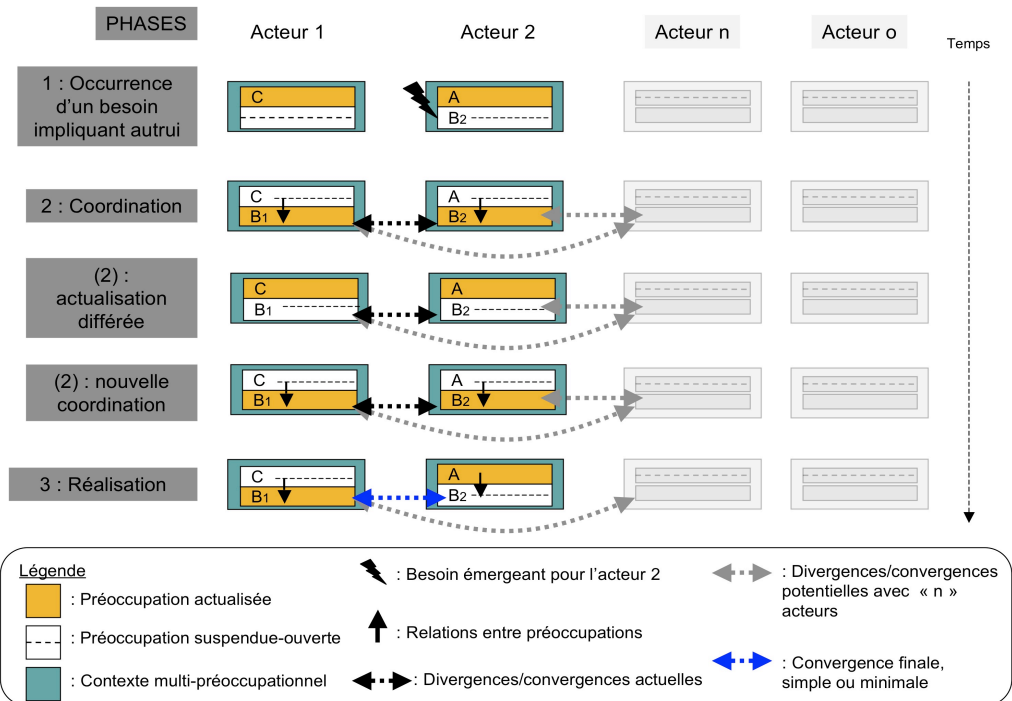 PHASES
Acteur 1
Acteur 2
Acteur n
Acteur o
Temps
1 : Occurrence
d’un besoin
impliquant autrui
C
A
B2
2 : Coordination
C
B1
A
B2
(2) :
actualisation
différée
C
B1
A
B2
(2) : nouvelle
coordination
C
B1
A
B2
3 : Réalisation
C
B1
A
B2
Légende
: Préoccupation actualisée
: Préoccupation suspendue-ouverte
: Contexte multi-préoccupationnel
: Besoin émergeant pour l’acteur 2
: Relations entre préoccupations
: Divergences/convergences actuelles
: Divergences/convergences
potentielles avec « n »
acteurs
: Convergence finale,
simple ou minimale